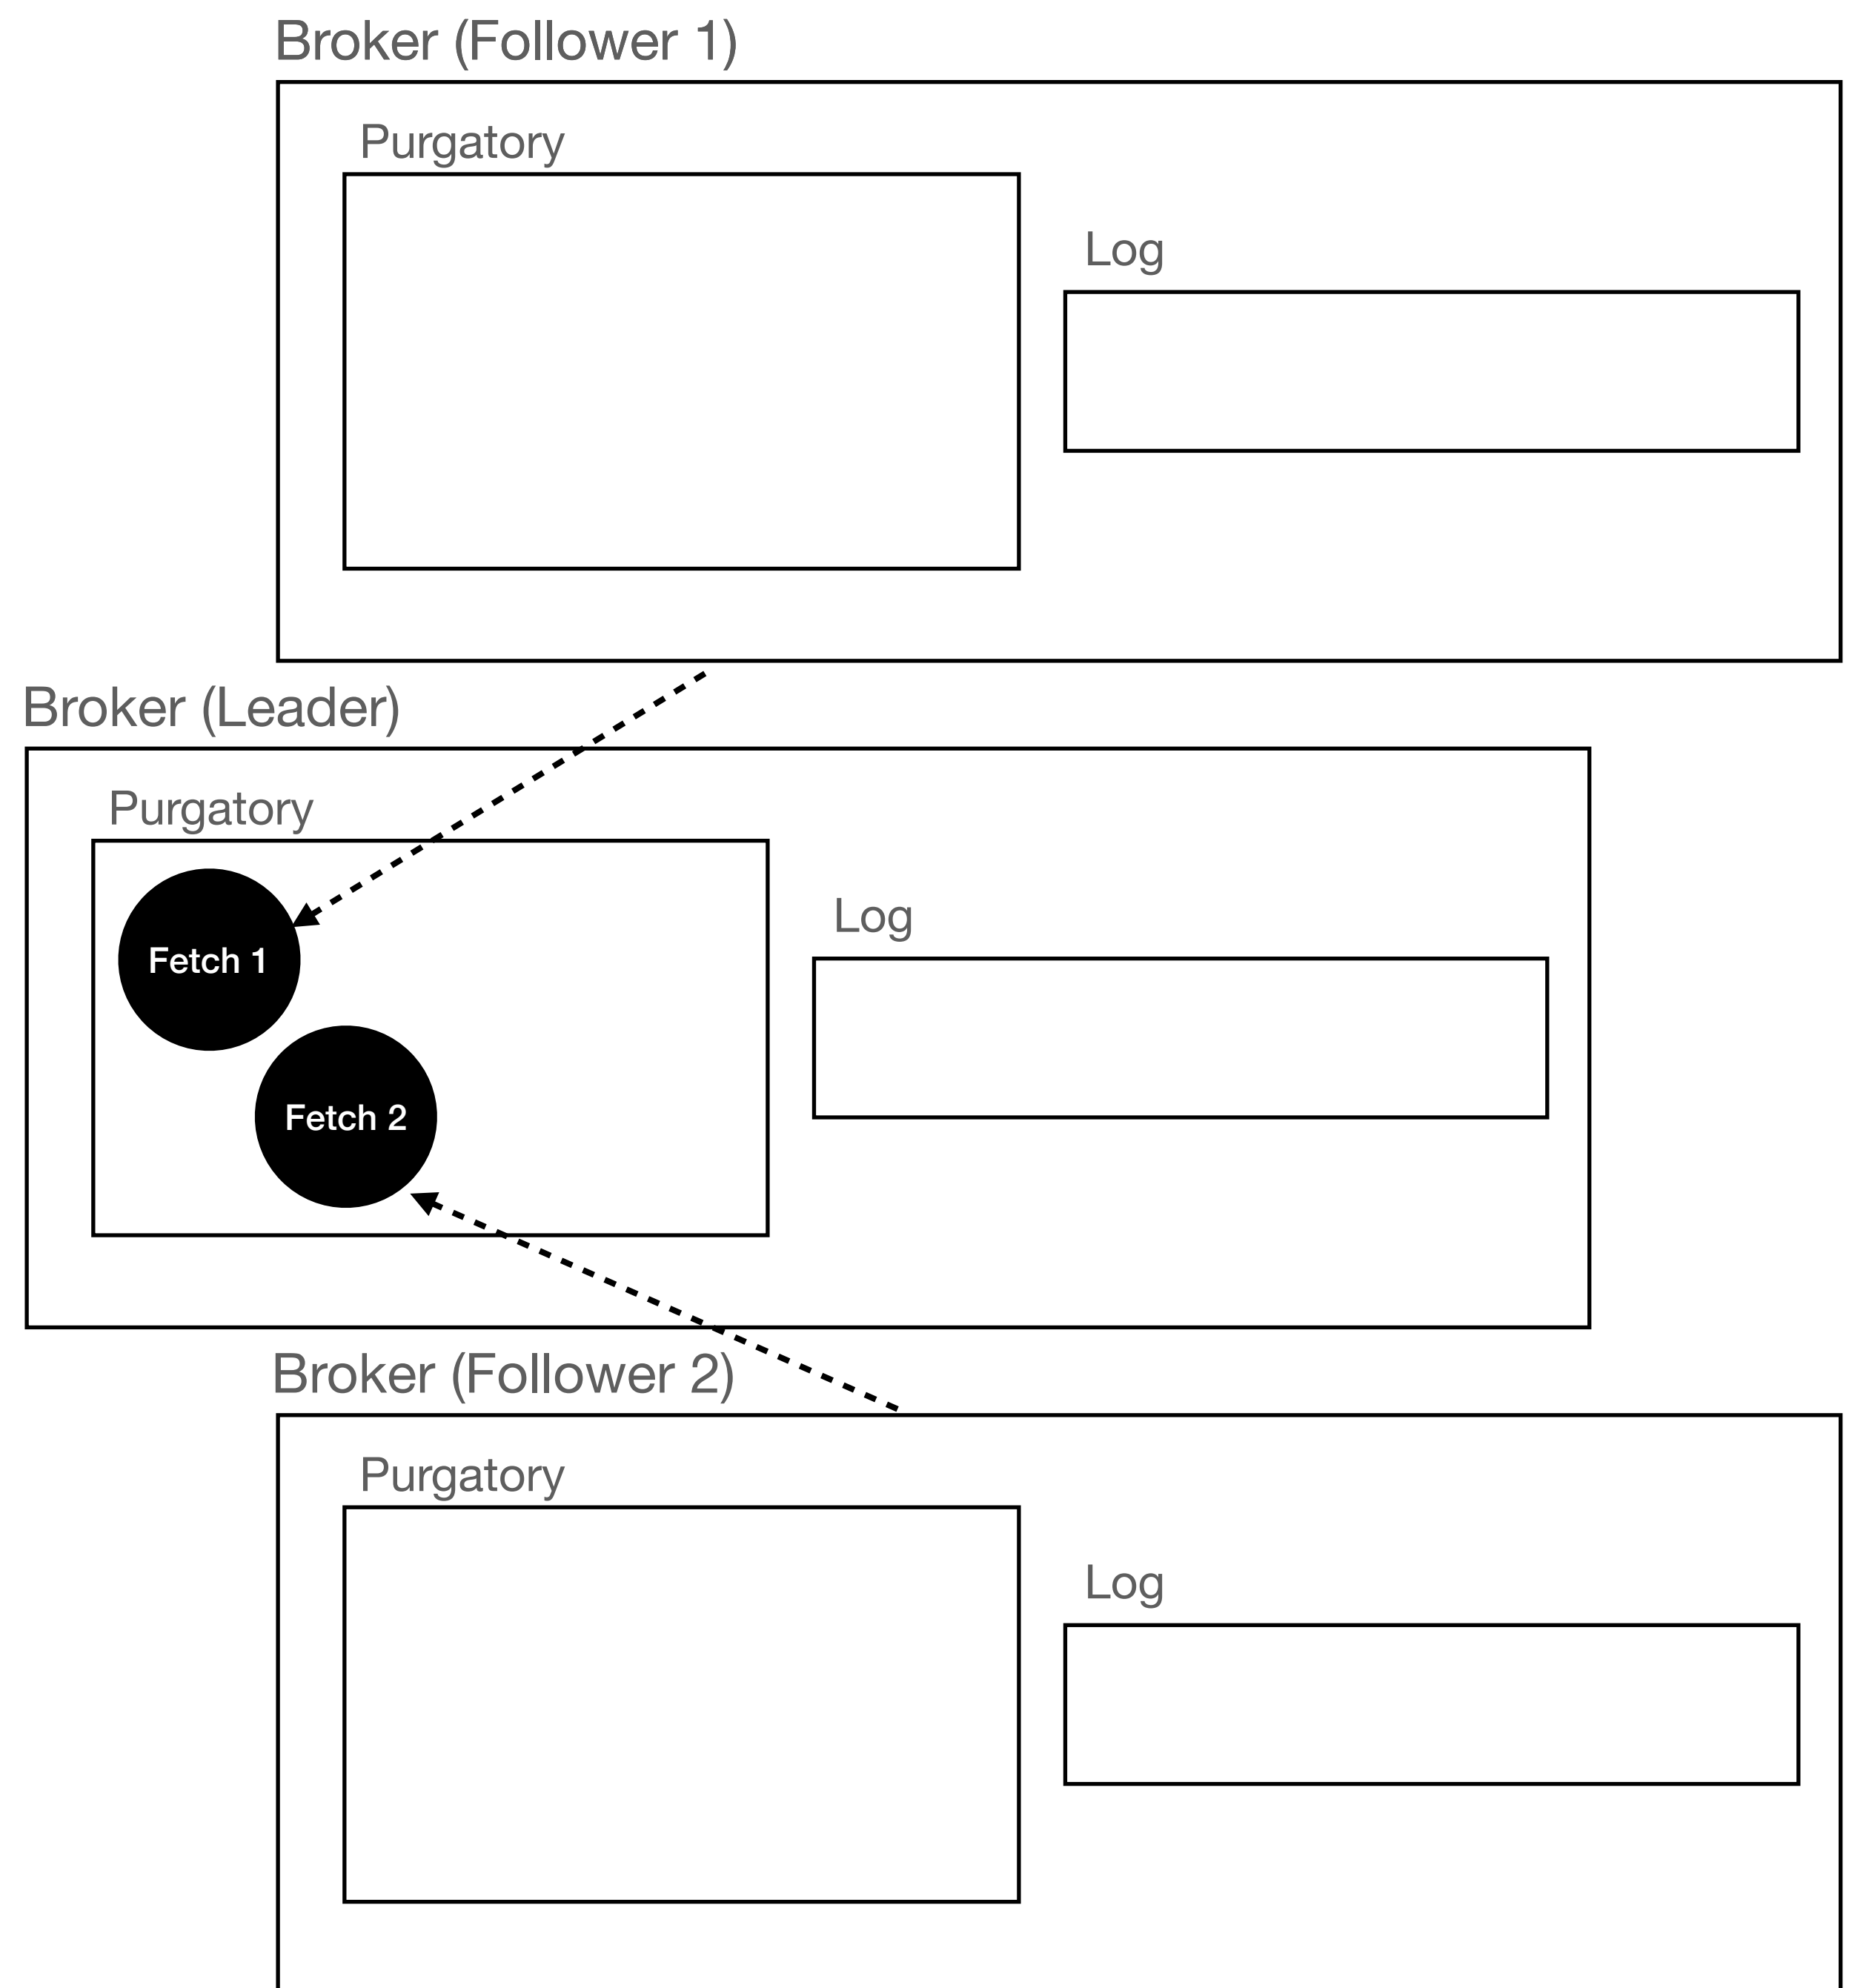 Broker (Follower 1)
Purgatory
Log
Broker (Leader)
Purgatory
Log
Fetch 1
Fetch 2
Broker (Follower 2)
Purgatory
Log